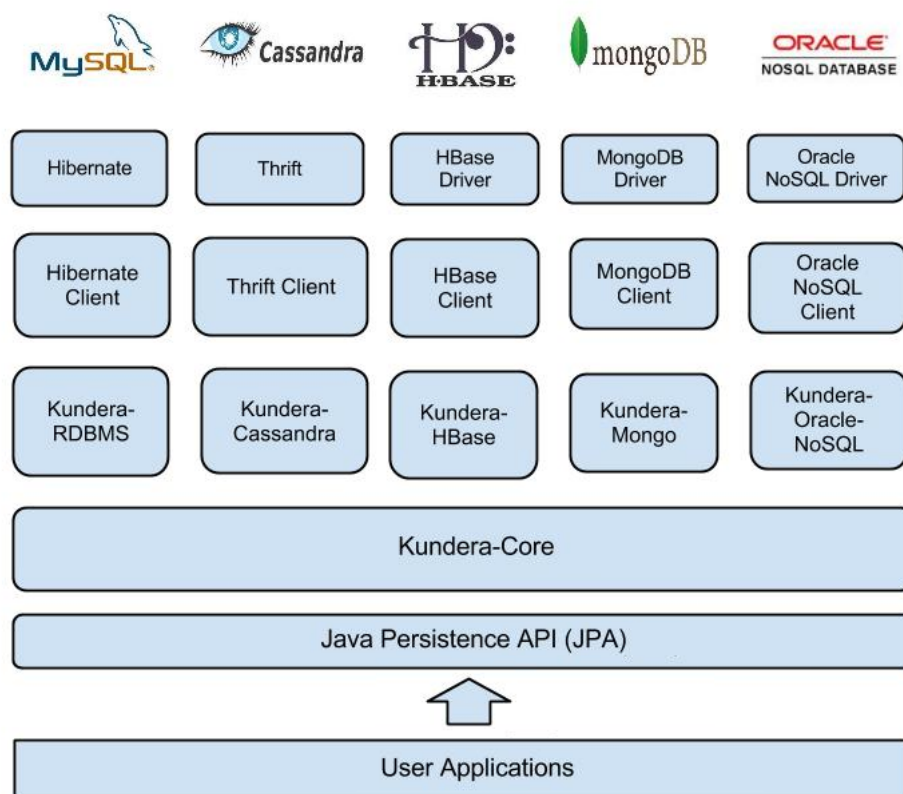 MySQL®
Cassandra
HBASE
mongoDB
ORACLE®
NOSQL DATABASE
Hibernate
Thrift
HBase
Driver
MongoDB
Driver
Oracle
NoSQL Driver
Hibernate
Client
Thrift Client
HBase
Client
MongoDB
Client
Oracle
NoSQL
Client
Kundera-
RDBMS
Kundera-
Cassandra
Kundera-
HBase
Kundera-
Mongo
Kundera-
Oracle-
NoSQL
Kundera-Core
Java Persistence API (JPA)
User Applications